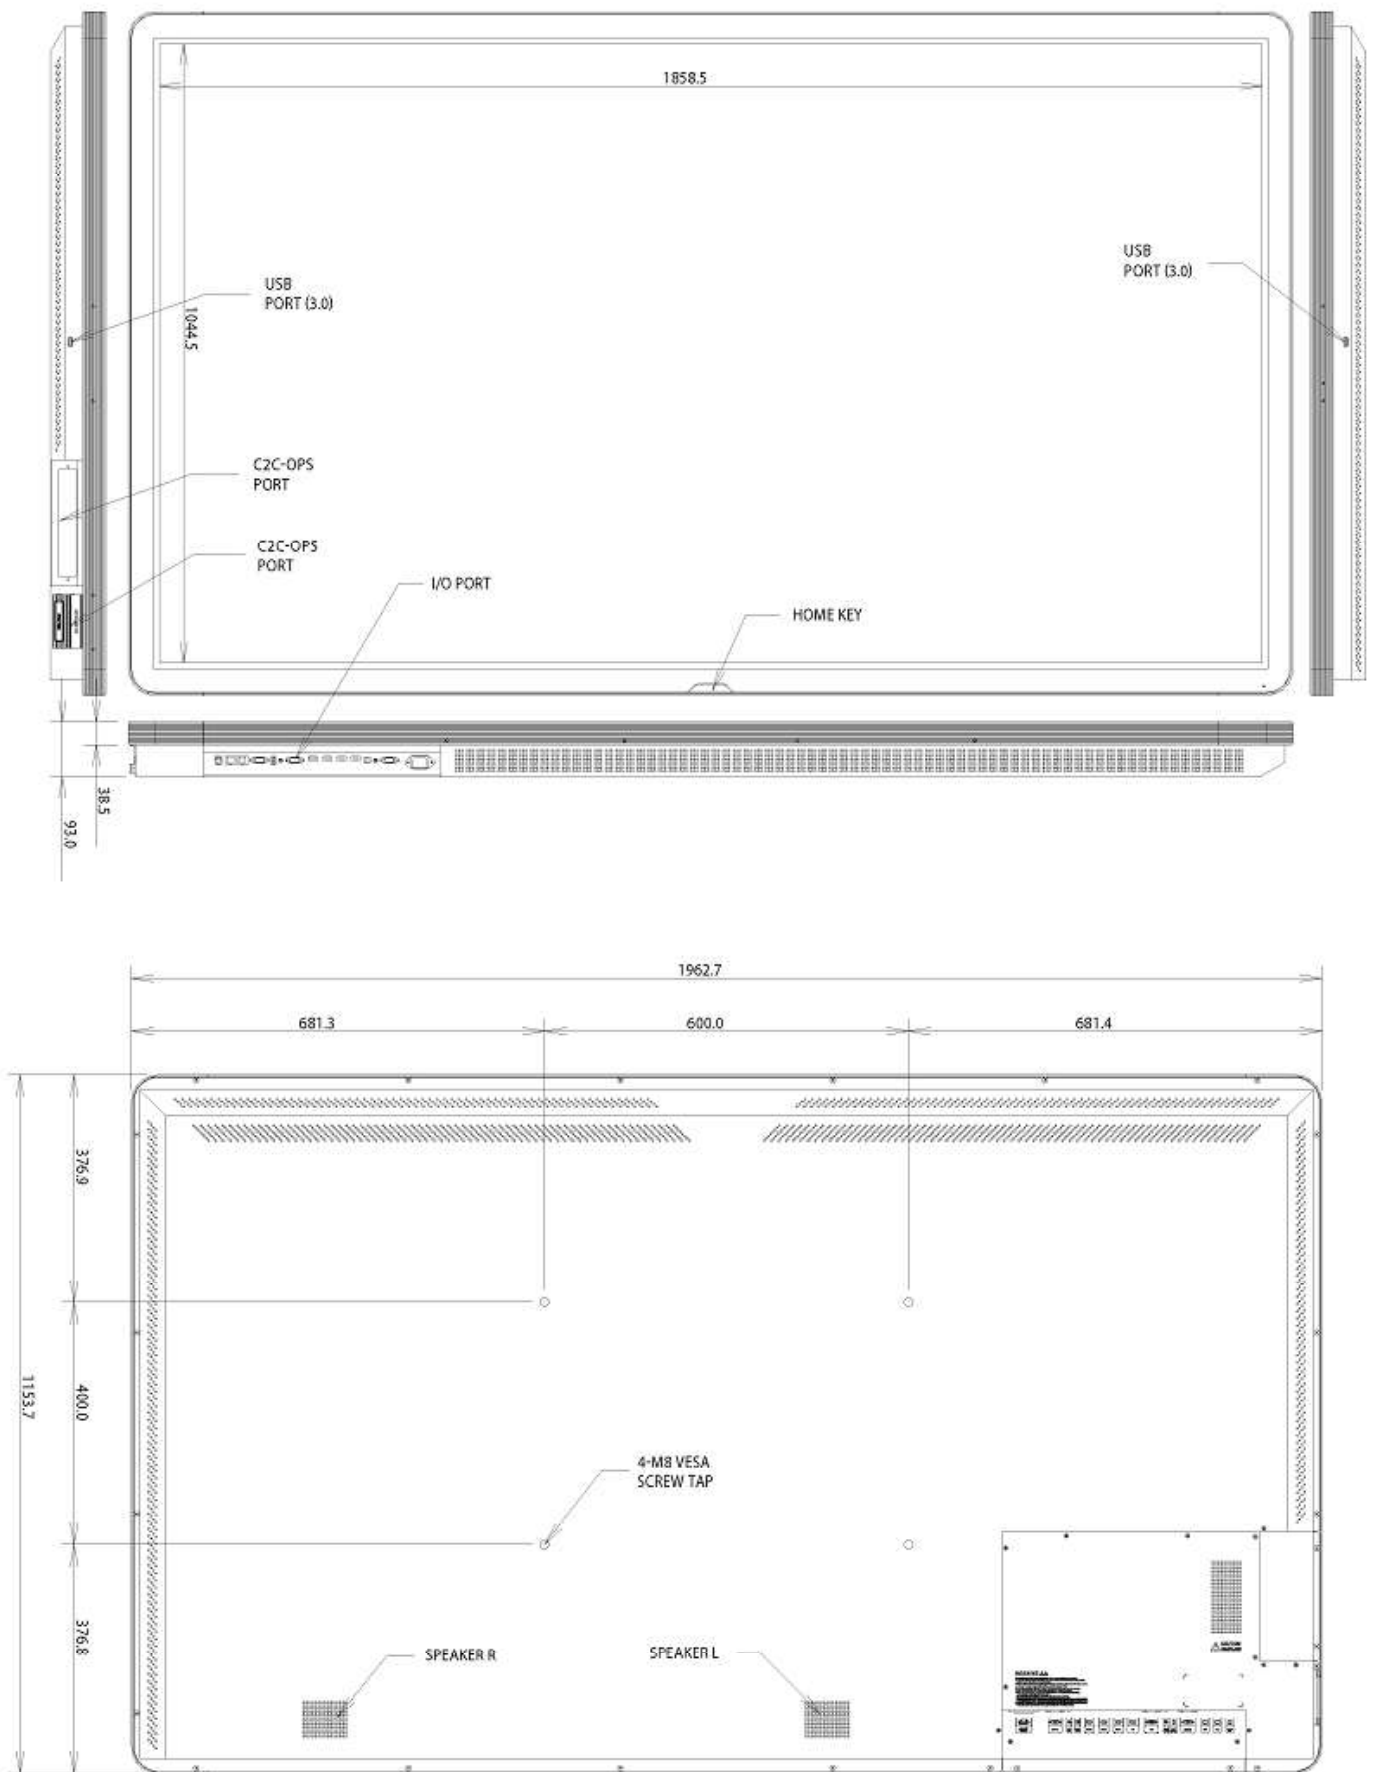 1858.5
USB
PORT (3.0)
USB
PORT (3.0)
1044.5
C2C-OPS
PORT
C2C-OPS
PORT
I/O PORT
HOME KEY
38.5
93.0
1962.7
681.3
600.0
681.4
376.9
1153.7
400.0
4-M8 VESA
SCREW TAP
376.8
SPEAKER R
SPEAKER L